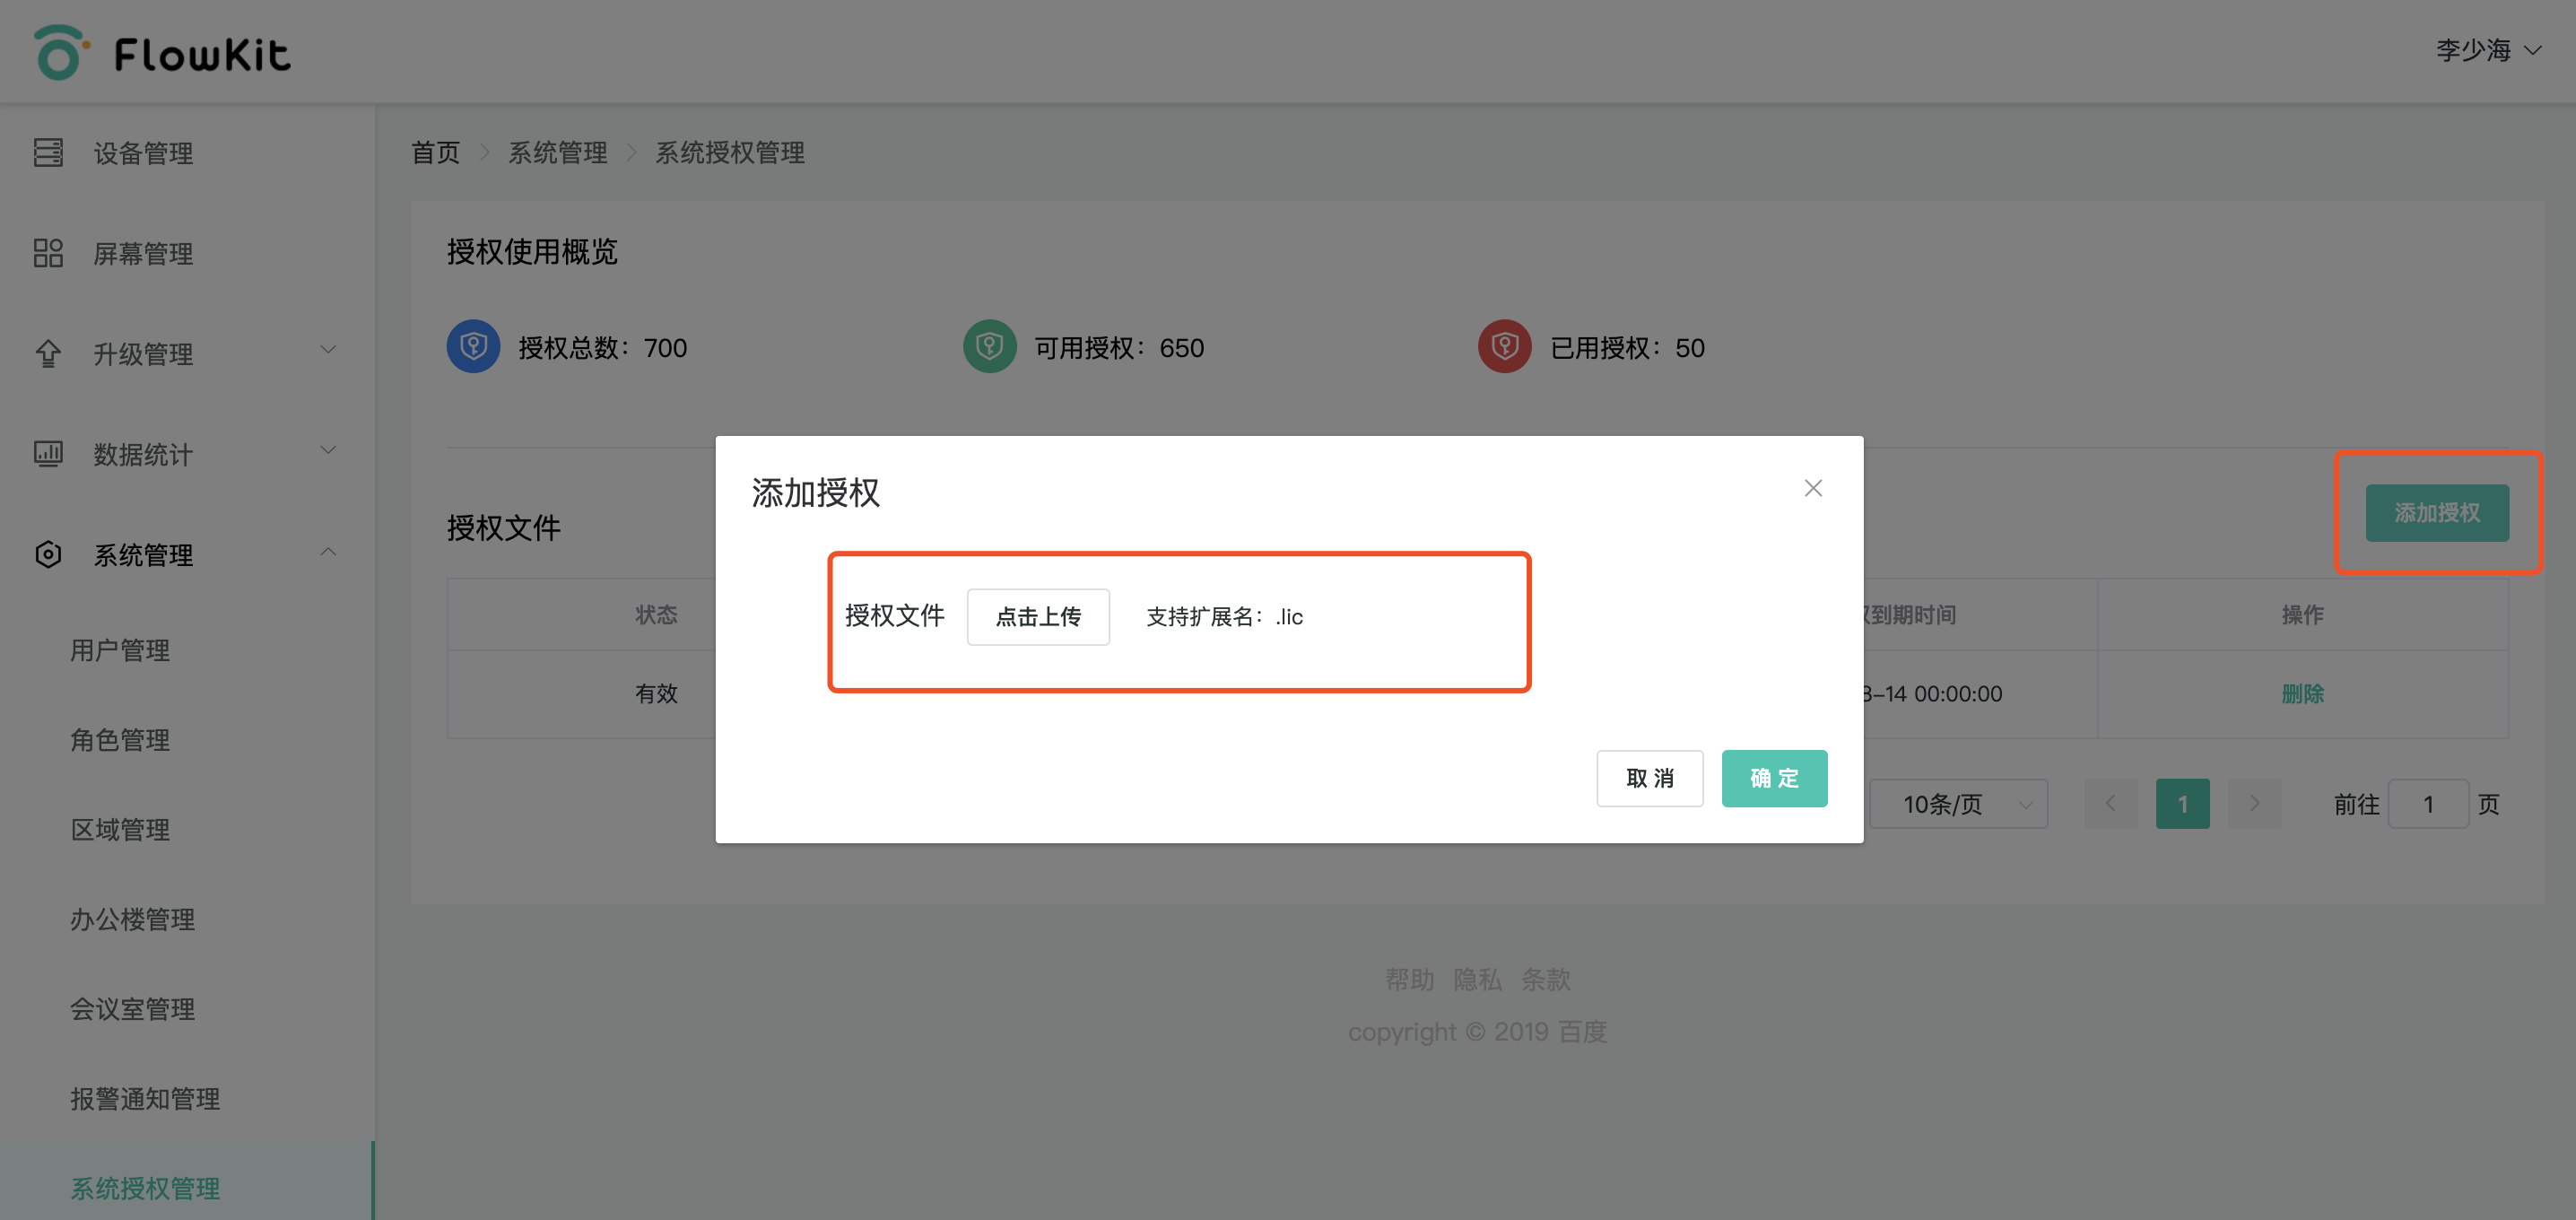 FlowKit
李少海
设备管理
屏幕管理
升级管理
数据统计
系统管理
用户管理
角色管理
区域管理
办公楼管理
会议室管理
报警通知管理
系统授权管理
首页 系统管理 系统授权管理
授权使用概览
授权总数：700 可用授权：650 已用授权：50
授权文件
添加授权
状态 到期时间 操作
有效 -14 00:00:00 删除
10条/页 1 前往 1 页
添加授权
授权文件 点击上传 支持扩展名：.lic
取 消 确 定
帮助 隐私 条款
copyright © 2019 百度